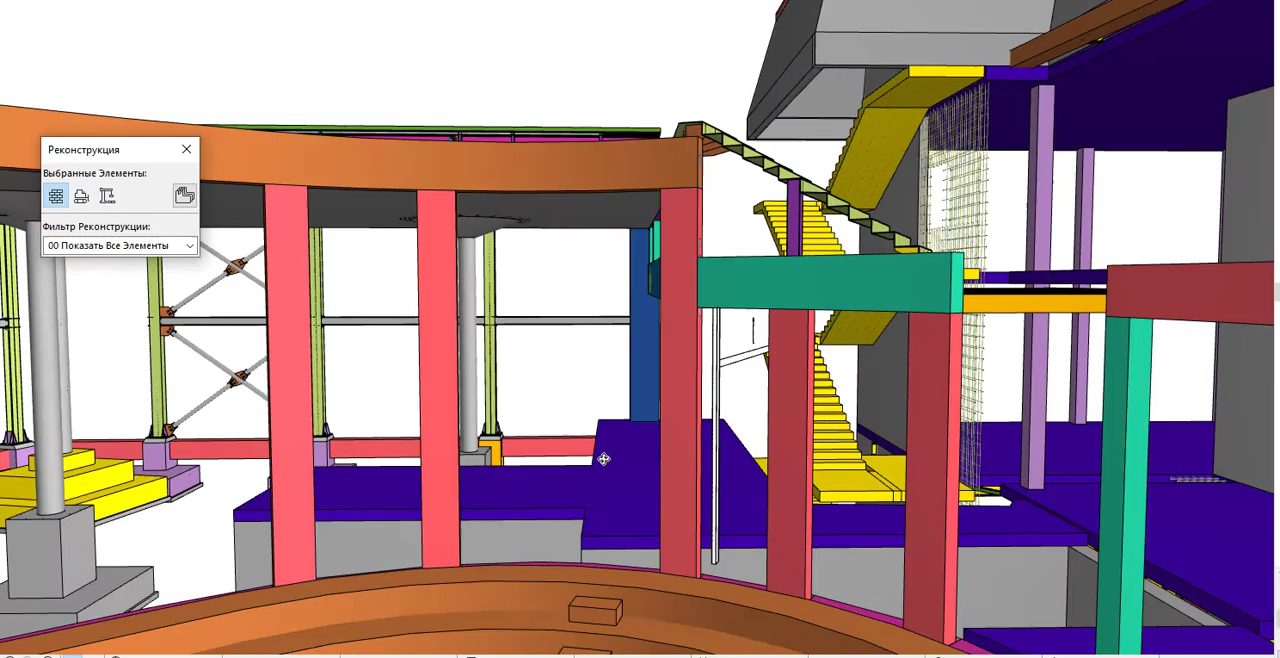 Реконструкция
Выбранные Элементы:
Фильтр Реконструкции:
00 Показать Все Элементы